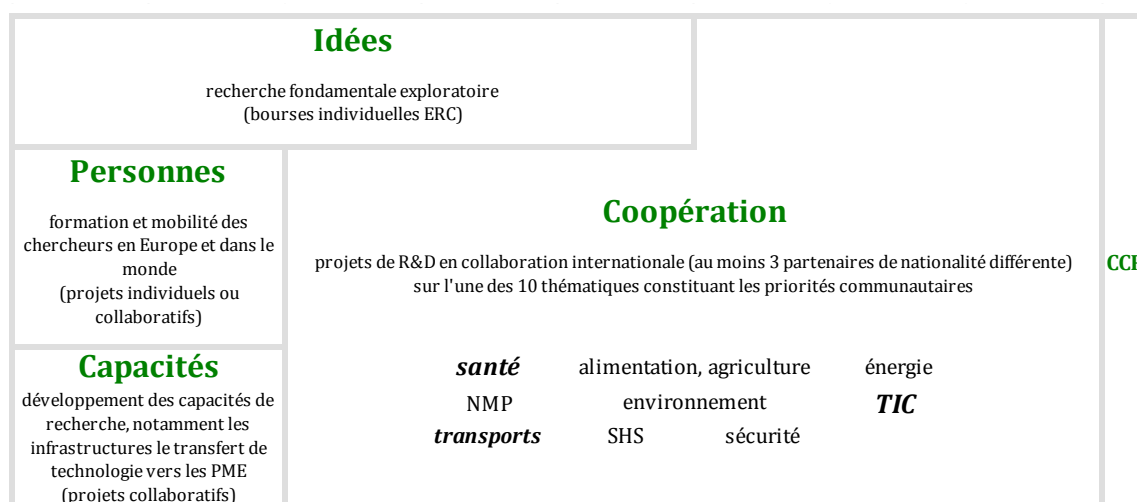 Idées
recherche fondamentale exploratoire
(bourses individuelles ERC)
Personnes
formation et mobilité des
chercheurs en Europe et dans le
monde
(projets individuels ou
collaboratifs)
Capacités
développement des capacités de
recherche, notamment les
infrastructures le transfert de
technologie vers les PME
(projets collaboratifs)
Coopération
projets de R&D en collaboration internationale (au moins 3 partenaires de nationalité différente)
sur l'une des 10 thématiques constituant les priorités communautaires
santé alimentation, agriculture énergie
NMP environnement TIC
transports SHS sécurité